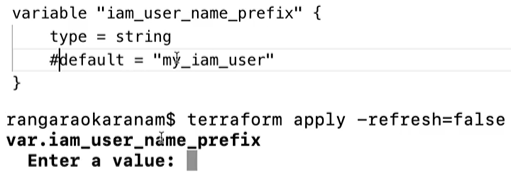 variable "iam_user_name_prefix" {
    type = string
    #default = "my_iam_user"
}
rangaraokaranam$ terraform apply -refresh=false
var.iam_user_name_prefix
  Enter a value: